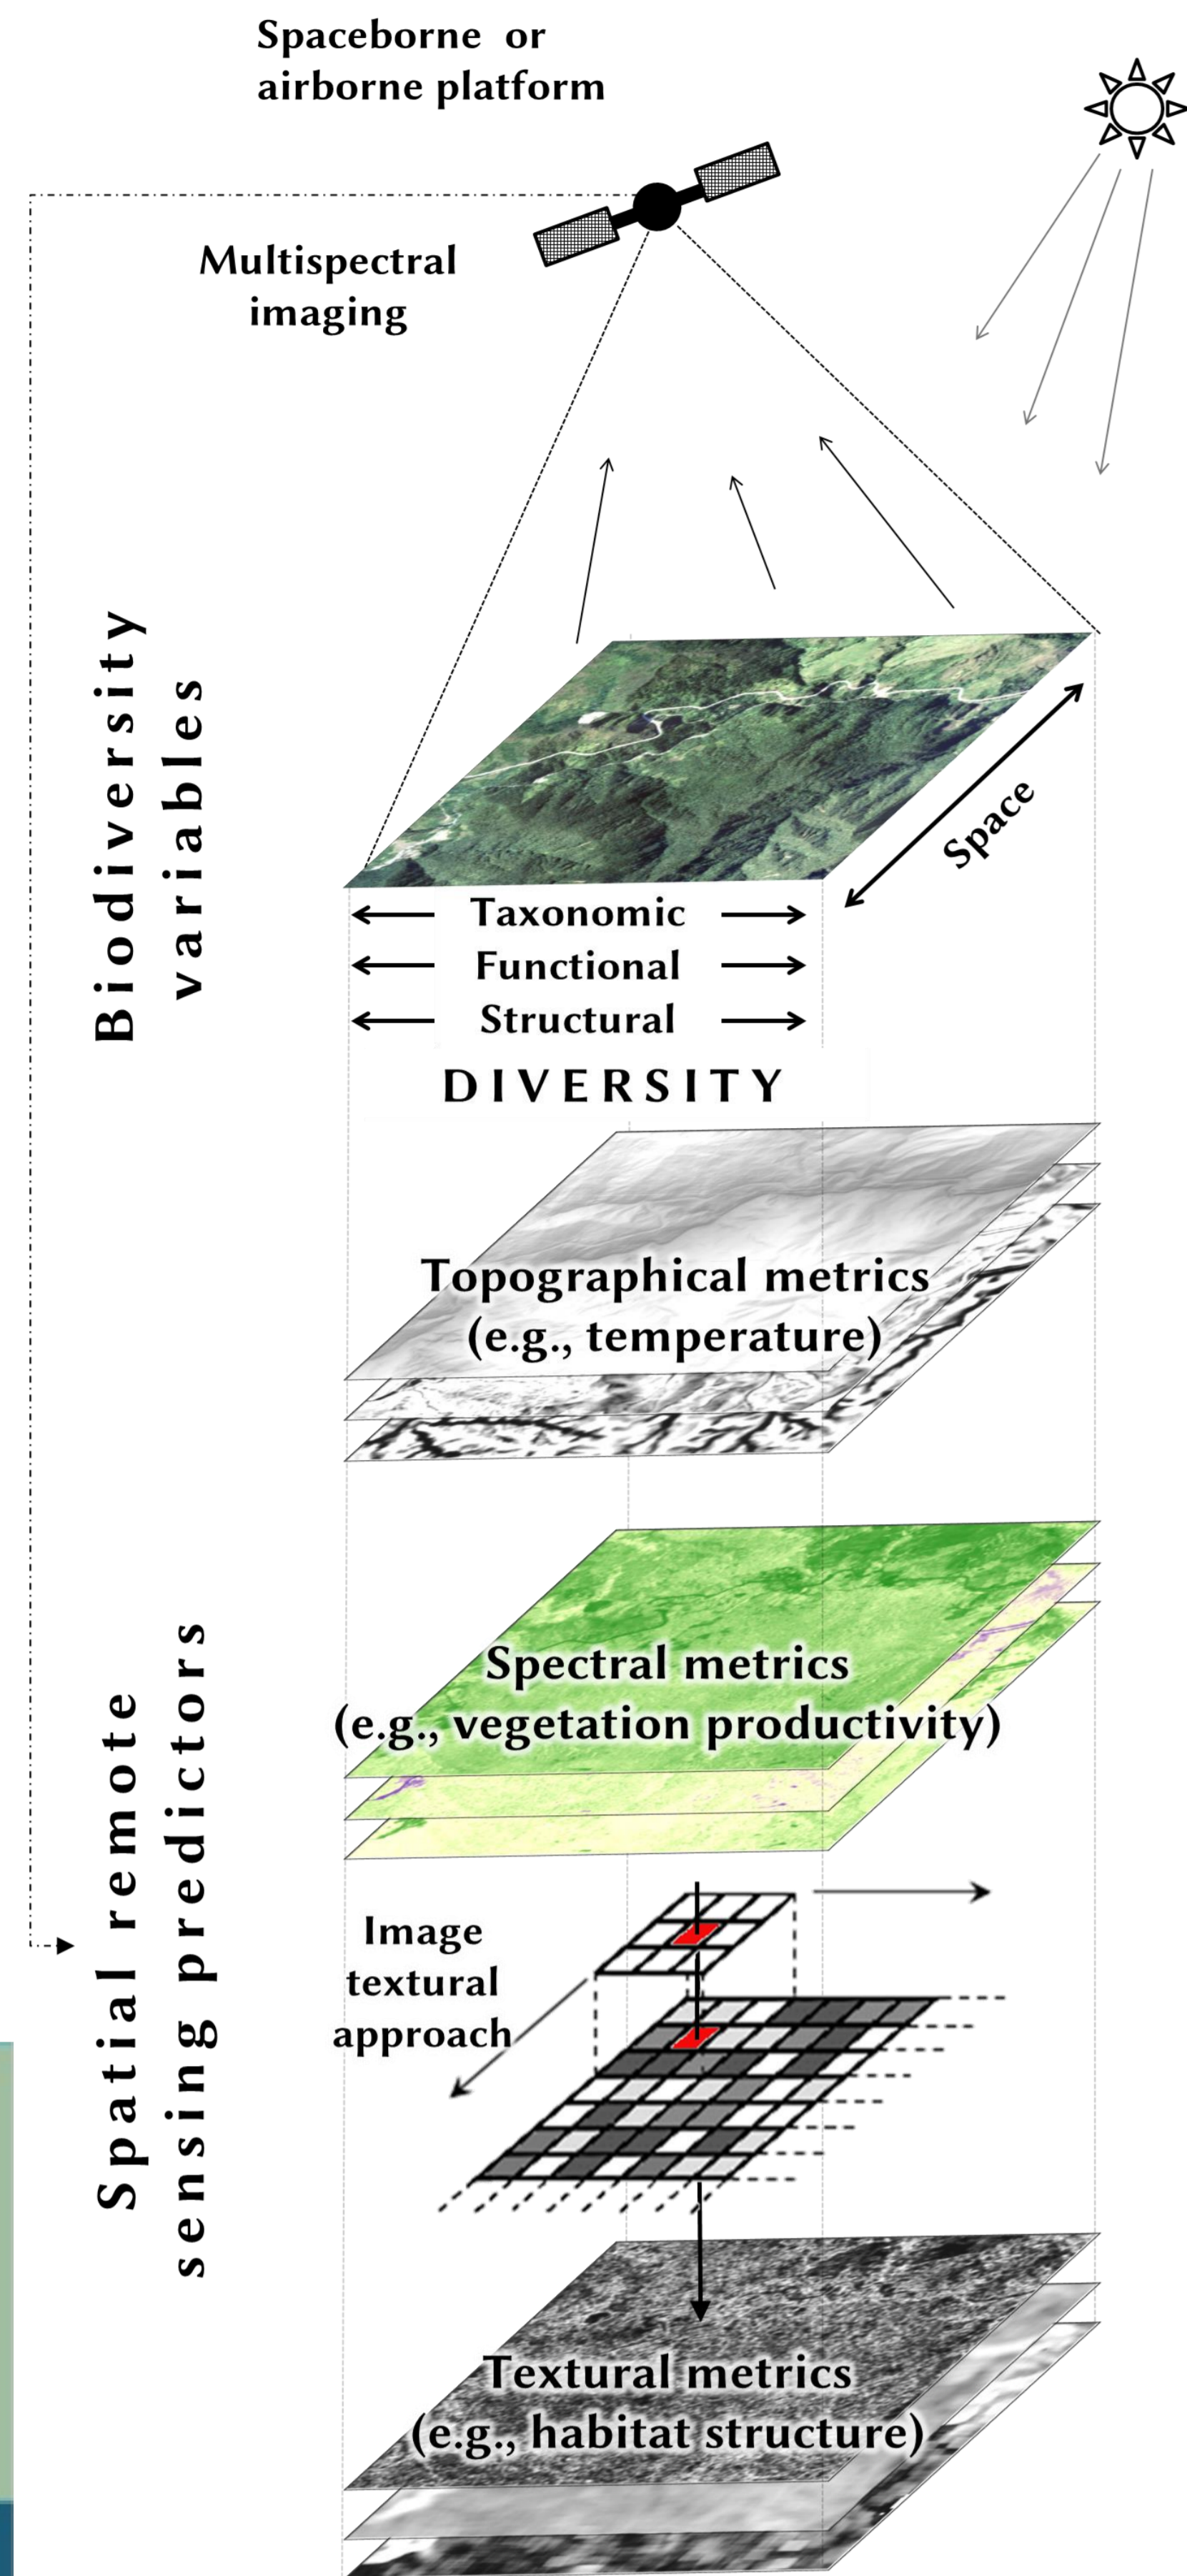 Spaceborne or
airborne platform
Multispectral
imaging
Biodiversity
variables
Space
Taxonomic
Functional
Structural
DIVERSITY
Topographical metrics
(e.g., temperature)
Spatial remote
sensing predictors
Spectral metrics
(e.g., vegetation productivity)
Image
textural
approach
Textural metrics
(e.g., habitat structure)